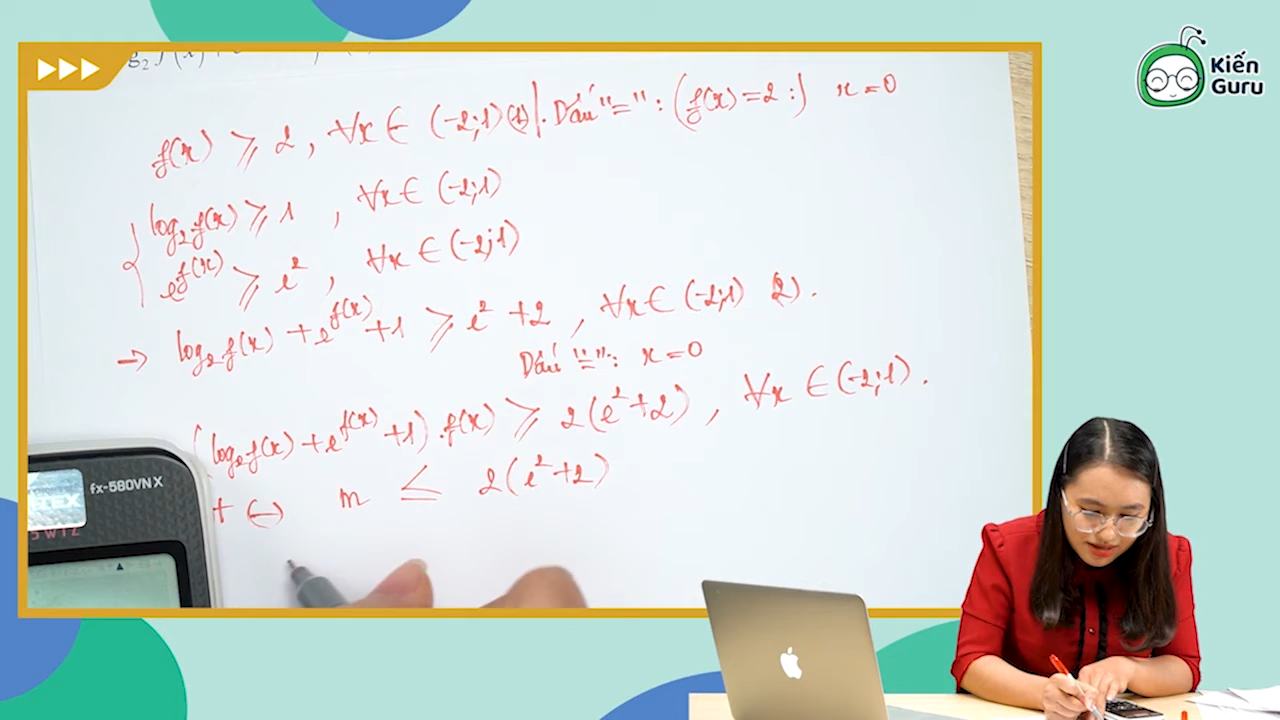 Kiến
Guru
f(x) ⩾ 2, ∀x ∈ (-2;1) (1) | Dấu "=": (f(x) = 2 :) x = 0
log₂f(x) ⩾ 1, ∀x ∈ (-2;1)
e^{f(x)} ⩾ e², ∀x ∈ (-2;1)
→ log₂f(x) + e^{f(x)} + 1 ⩾ e² + 2, ∀x ∈ (-2;1) 2).
Dấu "=": x = 0
(log₂f(x) + e^{f(x)} + 1).f(x) ⩾ 2(e² + 2), ∀x ∈ (-2;1).
m ≤ 2(e² + 2)
fx-580VN X